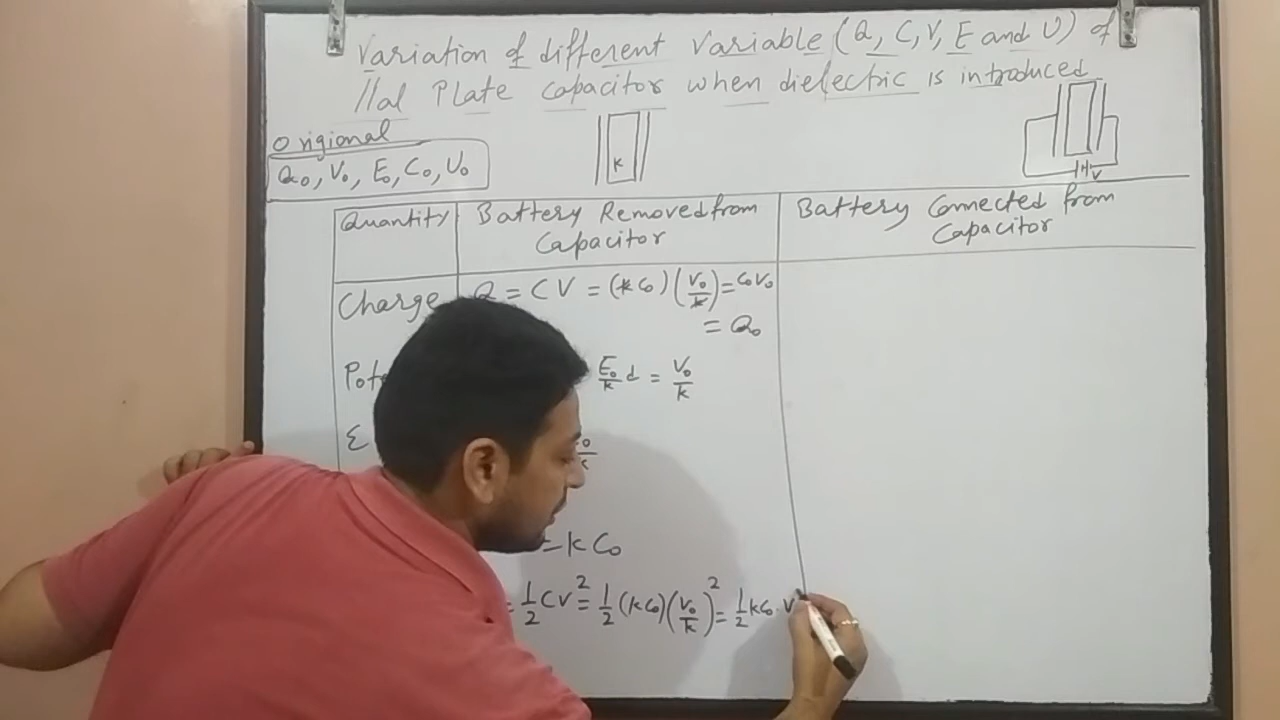 Variation of different Variable (Q, C, V, E and U) of
//al Plate Capacitor when dielectric is introduced
Origional
Q₀, V₀, E₀, C₀, U₀
K
V
Quantity
Battery Removed from
Capacitor
Battery Connected from
Capacitor
Charge
Q = CV = (KC₀)(V₀/K) = C₀V₀
= Q₀
E₀/K d = V₀/K
= KC₀
= 1/2 CV² = 1/2 (KC₀)(V₀/K)² = 1/2 KC₀ · V